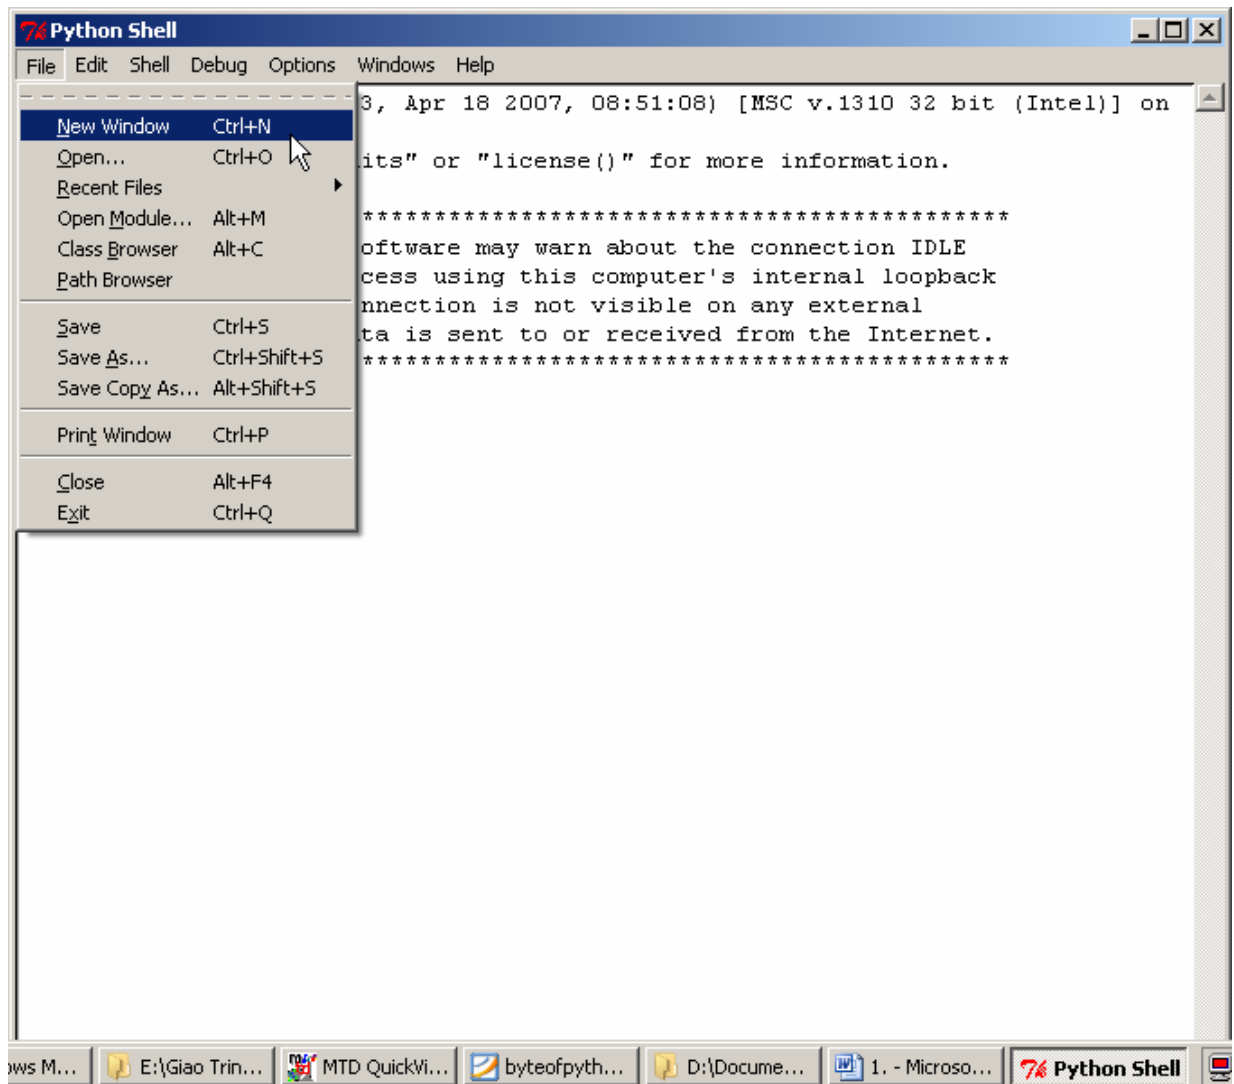 Python Shell
File Edit Shell Debug Options Windows Help
3, Apr 18 2007, 08:51:08) [MSC v.1310 32 bit (Intel)] on
New Window Ctrl+N
Open... Ctrl+O
its" or "license()" for more information.
Recent Files
Open Module... Alt+M
*********************************************
Class Browser Alt+C
oftware may warn about the connection IDLE
Path Browser
cess using this computer's internal loopback
nnection is not visible on any external
Save Ctrl+S
ta is sent to or received from the Internet.
Save As... Ctrl+Shift+S
*********************************************
Save Copy As... Alt+Shift+S
Print Window Ctrl+P
Close Alt+F4
Exit Ctrl+Q
ows M... E:\Giao Trin... MTD QuickVi... byteofpyth... D:\Docume... 1. - Microso... Python Shell